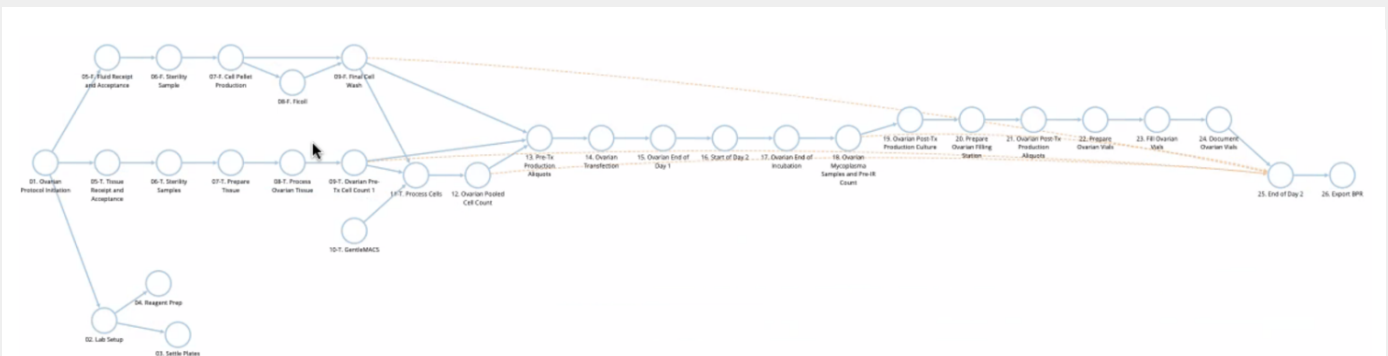 05-F. Fluid Receipt
and Acceptance
06-F. Sterility
Sample
07-F. Cell Pellet
Production
08-F. Ficoll
09-F. Final Cell
Wash
01. Ovarian
Protocol Initiation
05-T. Tissue
Receipt and
Acceptance
06-T. Sterility
Samples
07-T. Prepare
Tissue
08-T. Process
Ovarian Tissue
09-T. Ovarian Pre-
Tx Cell Count 1
10-T. GentleMACS
11-T. Process Cells
12. Ovarian Pooled
Cell Count
13. Pre-Tx
Production
Aliquots
14. Ovarian
Transfection
15. Ovarian End of
Day 1
16. Start of Day 2
17. Ovarian End of
Incubation
18. Ovarian
Mycoplasma
Samples and Pre-IR
Count
19. Ovarian Post-Tx
Production Culture
20. Prepare
Ovarian Filling
Station
21. Ovarian Post-Tx
Production
Aliquots
22. Prepare
Ovarian Vials
23. Fill Ovarian
Vials
24. Document
Ovarian Vials
25. End of Day 2
26. Export BPR
04. Reagent Prep
02. Lab Setup
03. Settle Plates